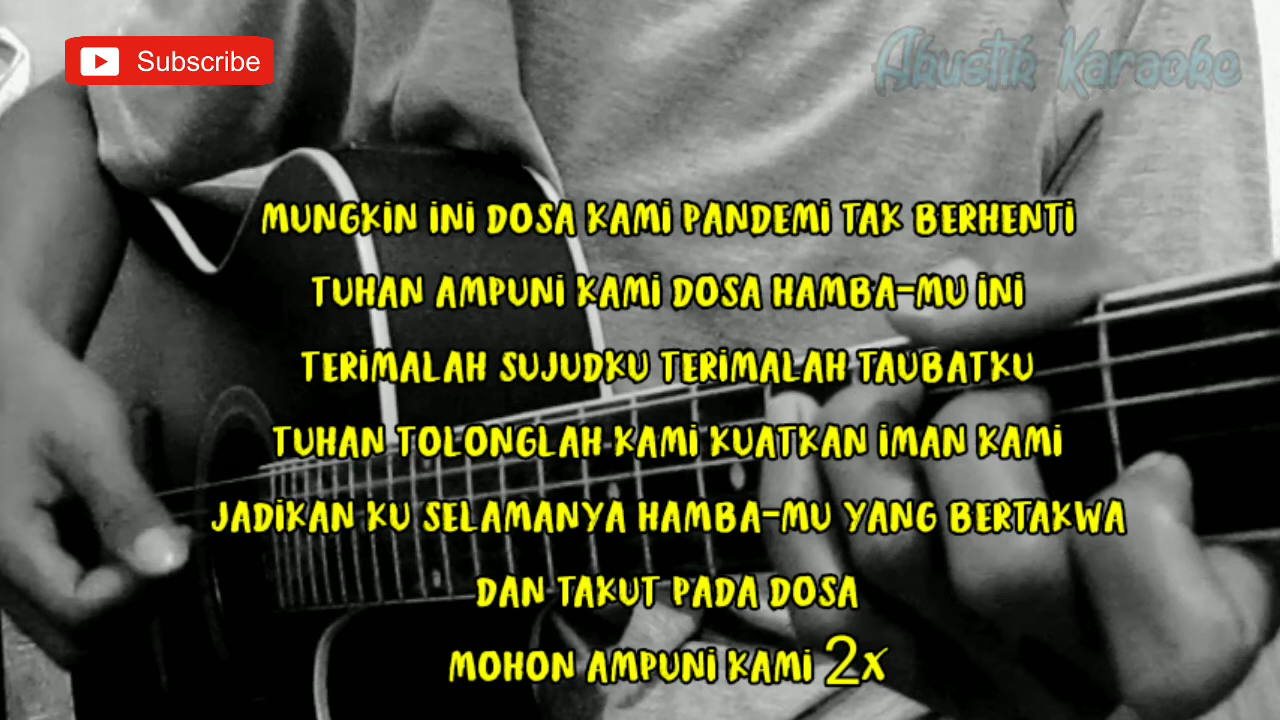 Subscribe
Akustik Karaoke
MUNGKIN INI DOSA KAMI PANDEMI TAK BERHENTI
TUHAN AMPUNI KAMI DOSA HAMBA-MU INI
TERIMALAH SUJUDKU TERIMALAH TAUBATKU
TUHAN TOLONGLAH KAMI KUATKAN IMAN KAMI
JADIKAN KU SELAMANYA HAMBA-MU YANG BERTAKWA
DAN TAKUT PADA DOSA
MOHON AMPUNI KAMI 2x